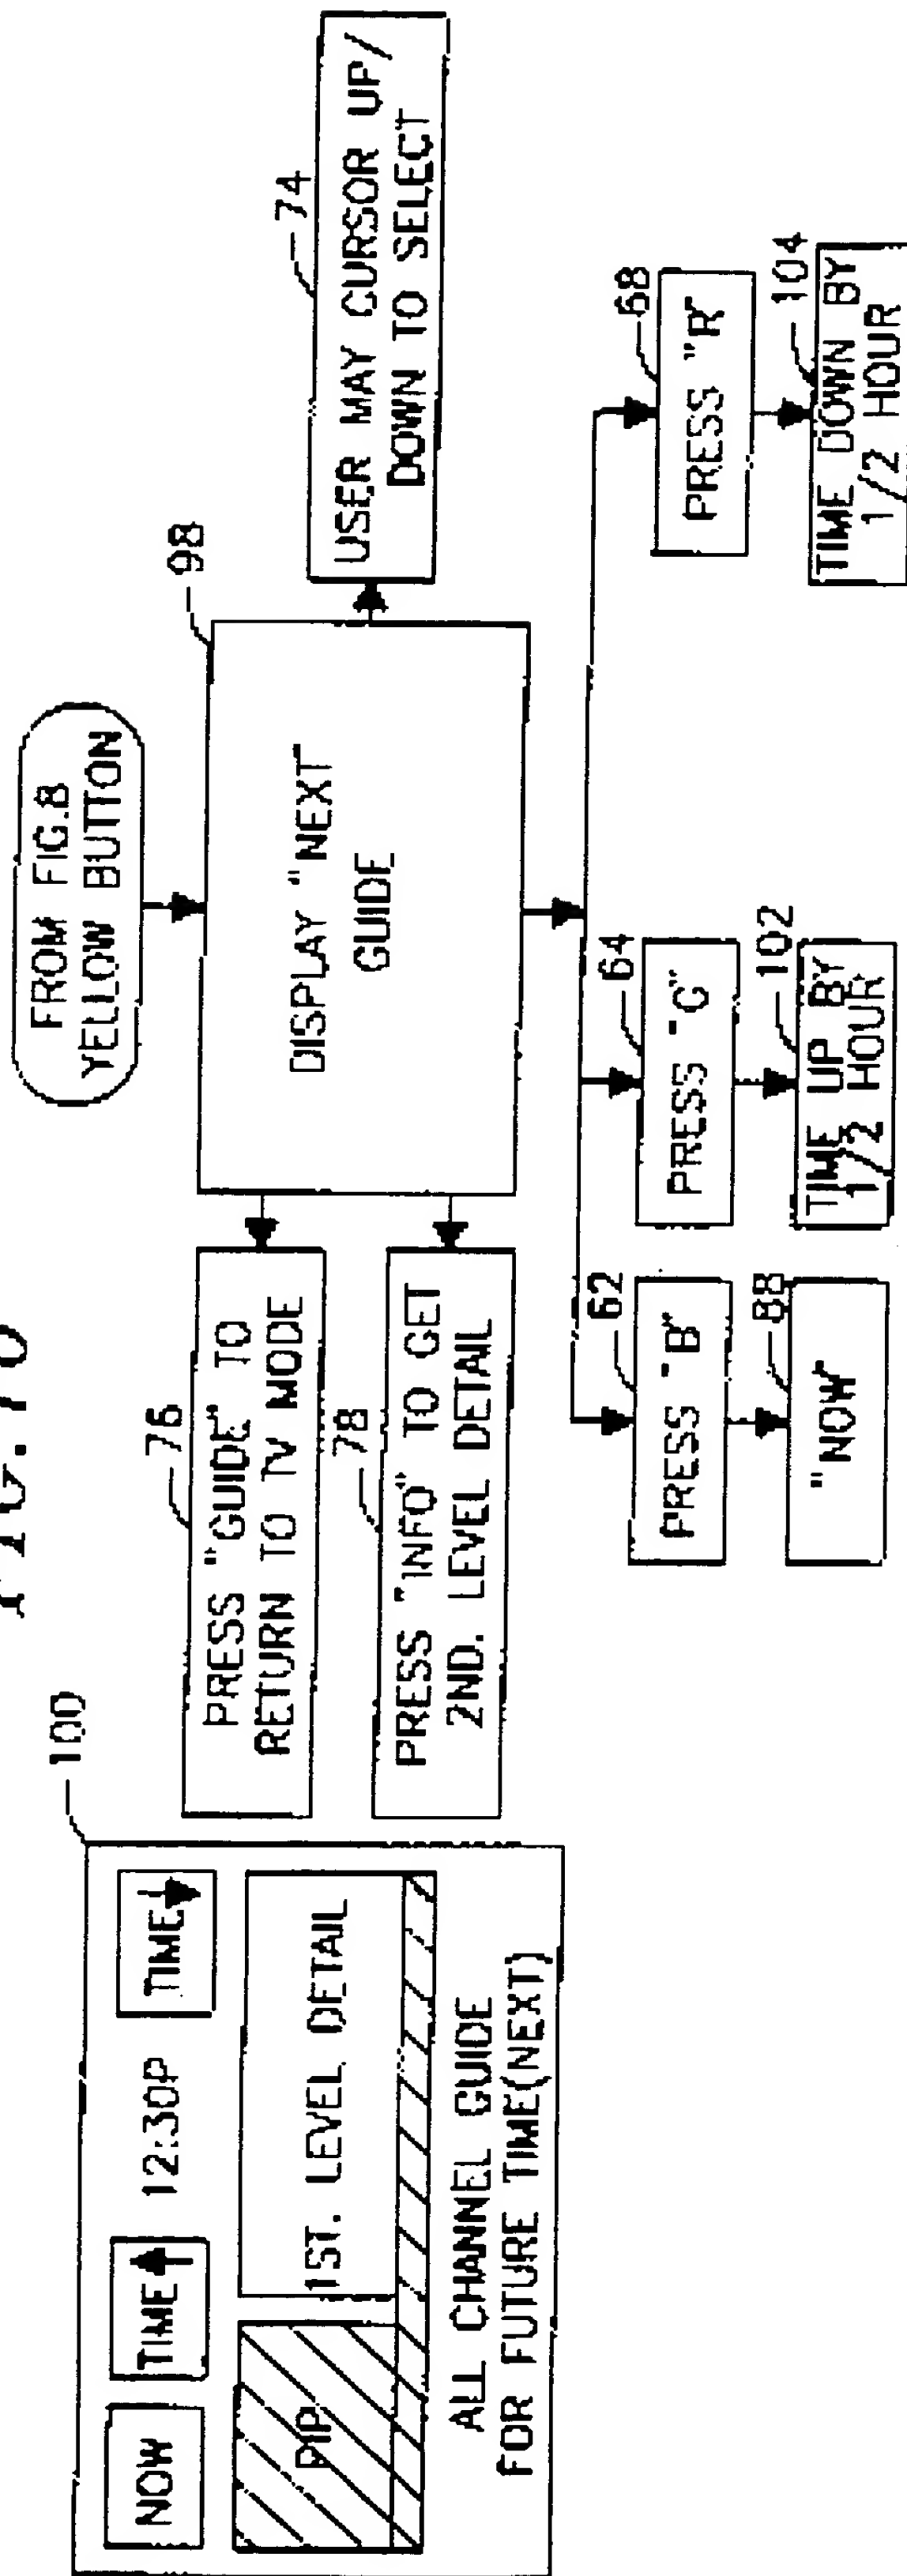 FIG. 10
100
NOW
TIME
12:30P
TIME
PIP
1ST. LEVEL DETAIL
ALL CHANNEL GUIDE
FOR FUTURE TIME(NEXT)
FROM FIG.8
YELLOW BUTTON
98
DISPLAY "NEXT
GUIDE
76
PRESS "GUIDE" TO
RETURN TO TV MODE
78
PRESS "INFO" TO GET
2ND. LEVEL DETAIL
74
USER MAY CURSOR UP/
DOWN TO SELECT
62
PRESS "B"
88
"NOW"
64
PRESS "G"
102
TIME UP BY
1/2 HOUR
68
PRESS "R"
104
TIME DOWN BY
1/2 HOUR